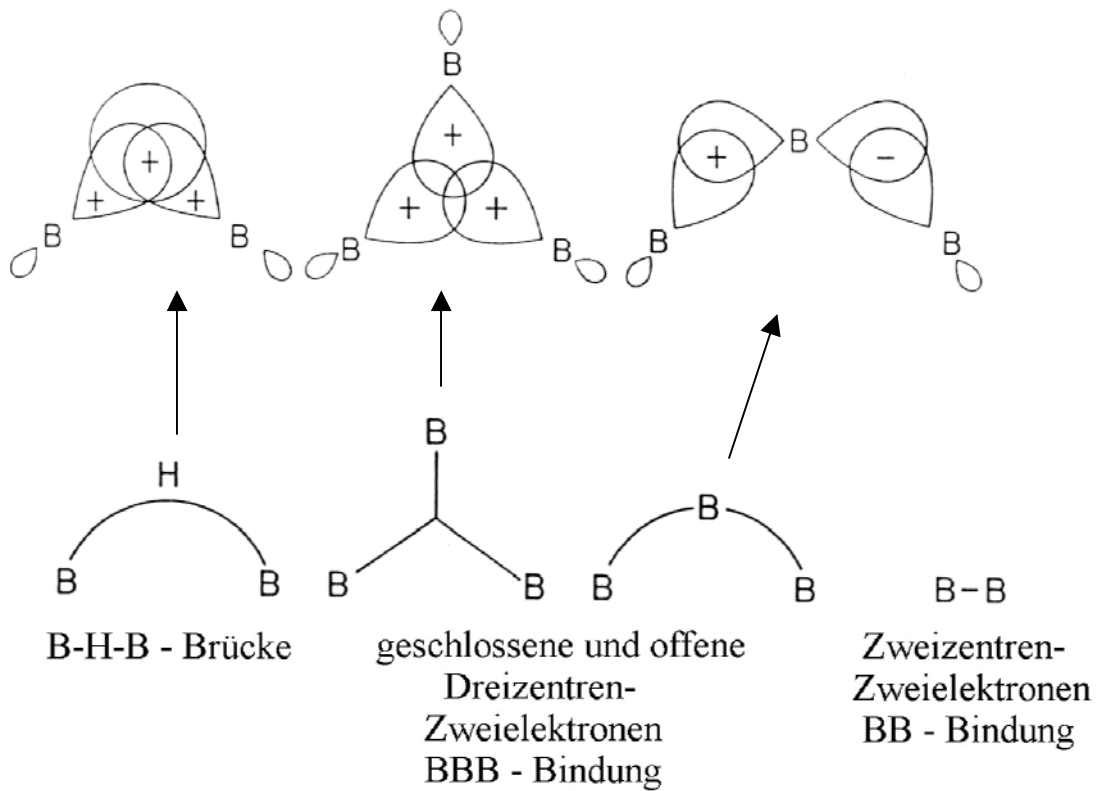 B
+
+
+
B
B
B
+
+
+
B
B
B
+
-
B
B
H
B
B
B
B
B
B
B
B
B-B
B-H-B - Brücke
geschlossene und offene
Dreizentren-
Zweielektronen
BBB - Bindung
Zweizentren-
Zweielektronen
BB - Bindung